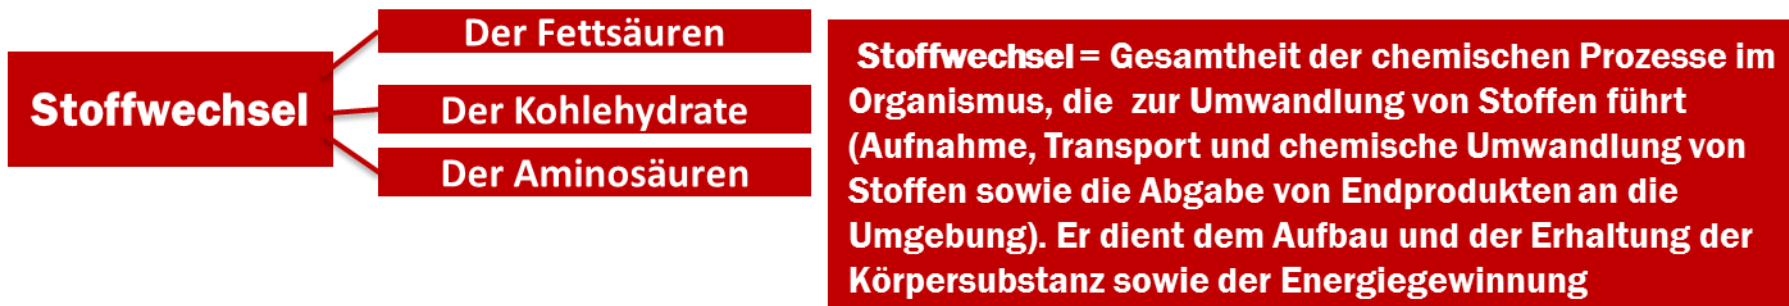 Stoffwechsel
Der Fettsäuren
Der Kohlehydrate
Der Aminosäuren
Stoffwechsel = Gesamtheit der chemischen Prozesse im
Organismus, die zur Umwandlung von Stoffen führt
(Aufnahme, Transport und chemische Umwandlung von
Stoffen sowie die Abgabe von Endprodukten an die
Umgebung). Er dient dem Aufbau und der Erhaltung der
Körpersubstanz sowie der Energiegewinnung